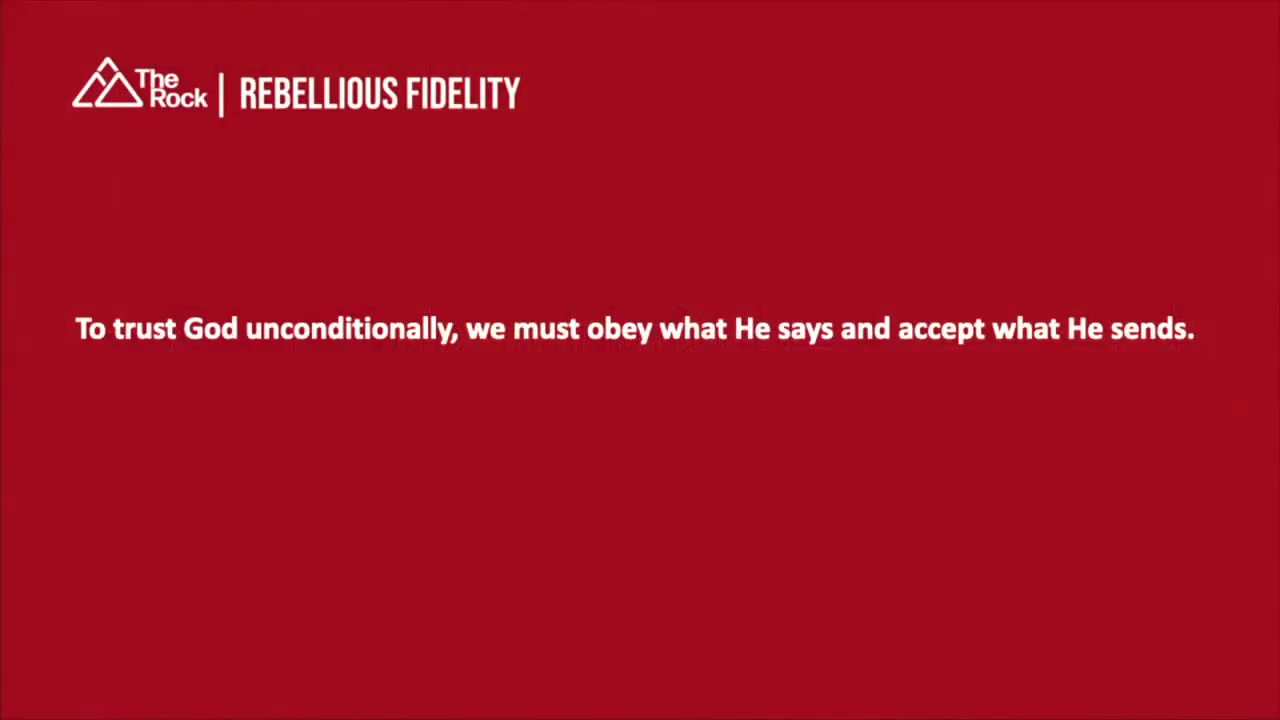 The
Rock | REBELLIOUS FIDELITY
To trust God unconditionally, we must obey what He says and accept what He sends.